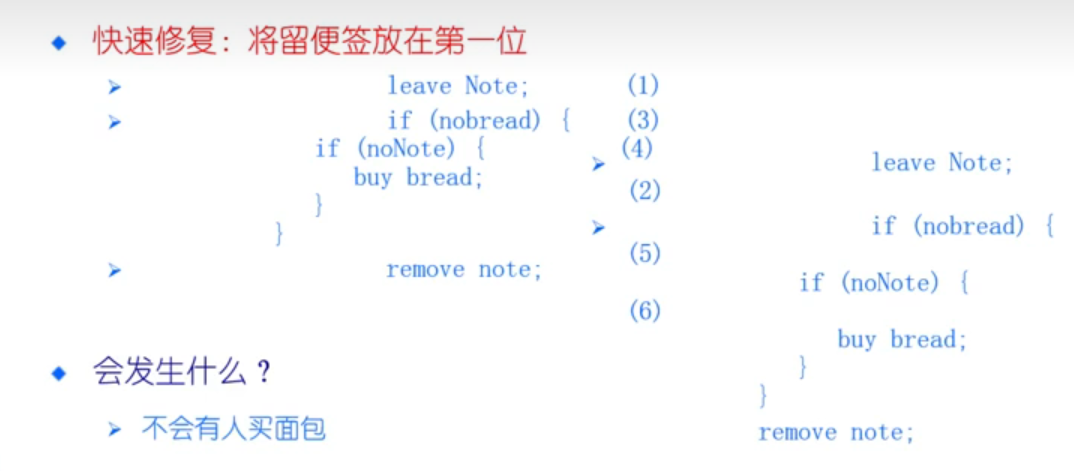 快速修复：将留便签放在第一位
leave Note; (1)
if (nobread) { (3)
if (noNote) { (4)
buy bread;
}
}
remove note;
leave Note;
(2)
if (nobread) {
(5)
if (noNote) {
(6)
buy bread;
}
}
remove note;
会发生什么？
不会有人买面包